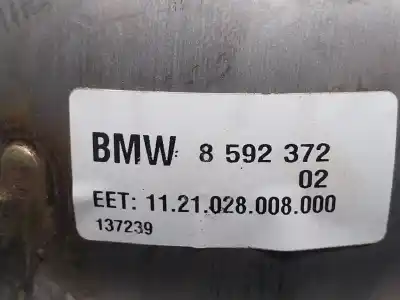 BMW 8 592 372
02
EET: 11.21.028.008.000
137239